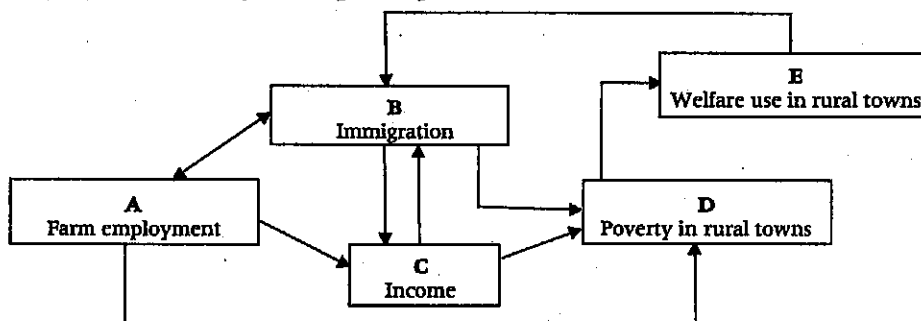 E
Welfare use in rural towns
B
Immigration
A
Farm employment
D
Poverty in rural towns
C
Income